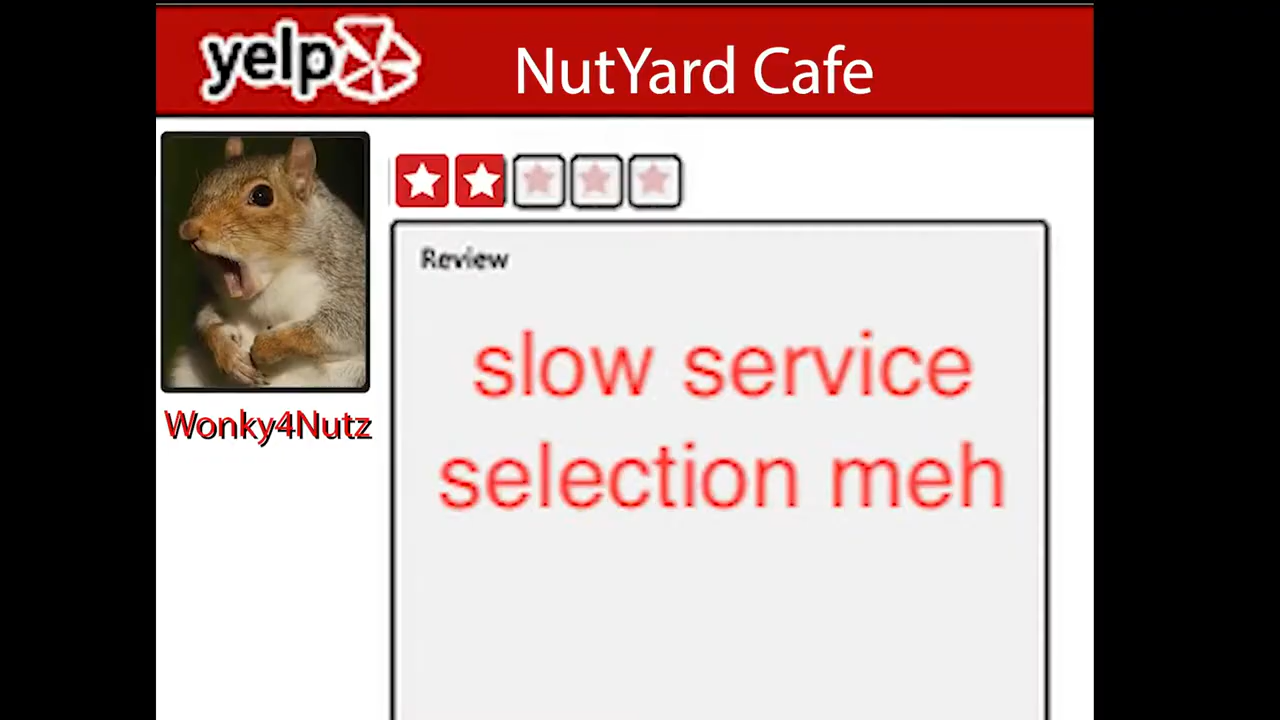 yelp
NutYard Cafe
Wonky4Nutz
Review
slow service
selection meh